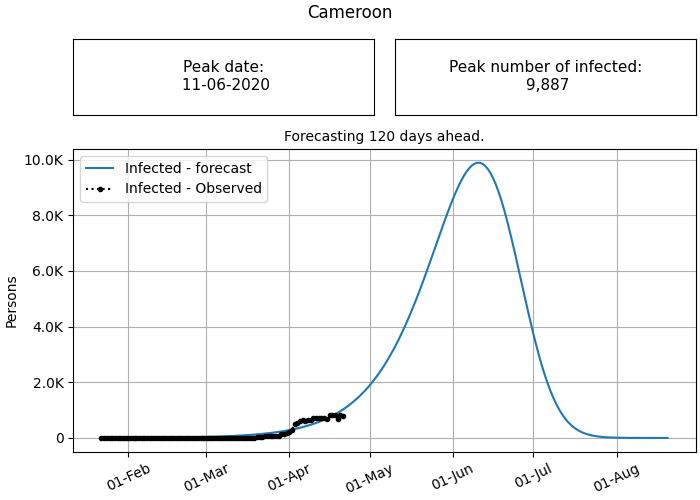 Cameroon
Peak date:
11-06-2020
Peak number of infected:
9,887
Forecasting 120 days ahead.
Infected - forecast
Infected - Observed
Persons
10.0K
8.0K
6.0K
4.0K
2.0K
0
01-Feb
01-Mar
01-Apr
01-May
01-Jun
01-Jul
01-Aug